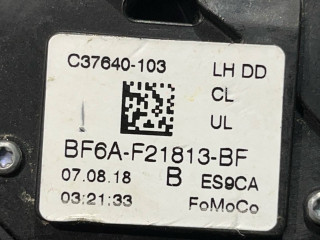 C37640-103 LH DD
CL
UL
BF6A-F21813-BF
07.08.18 B ES9CA
03:21:33 FoMoCo